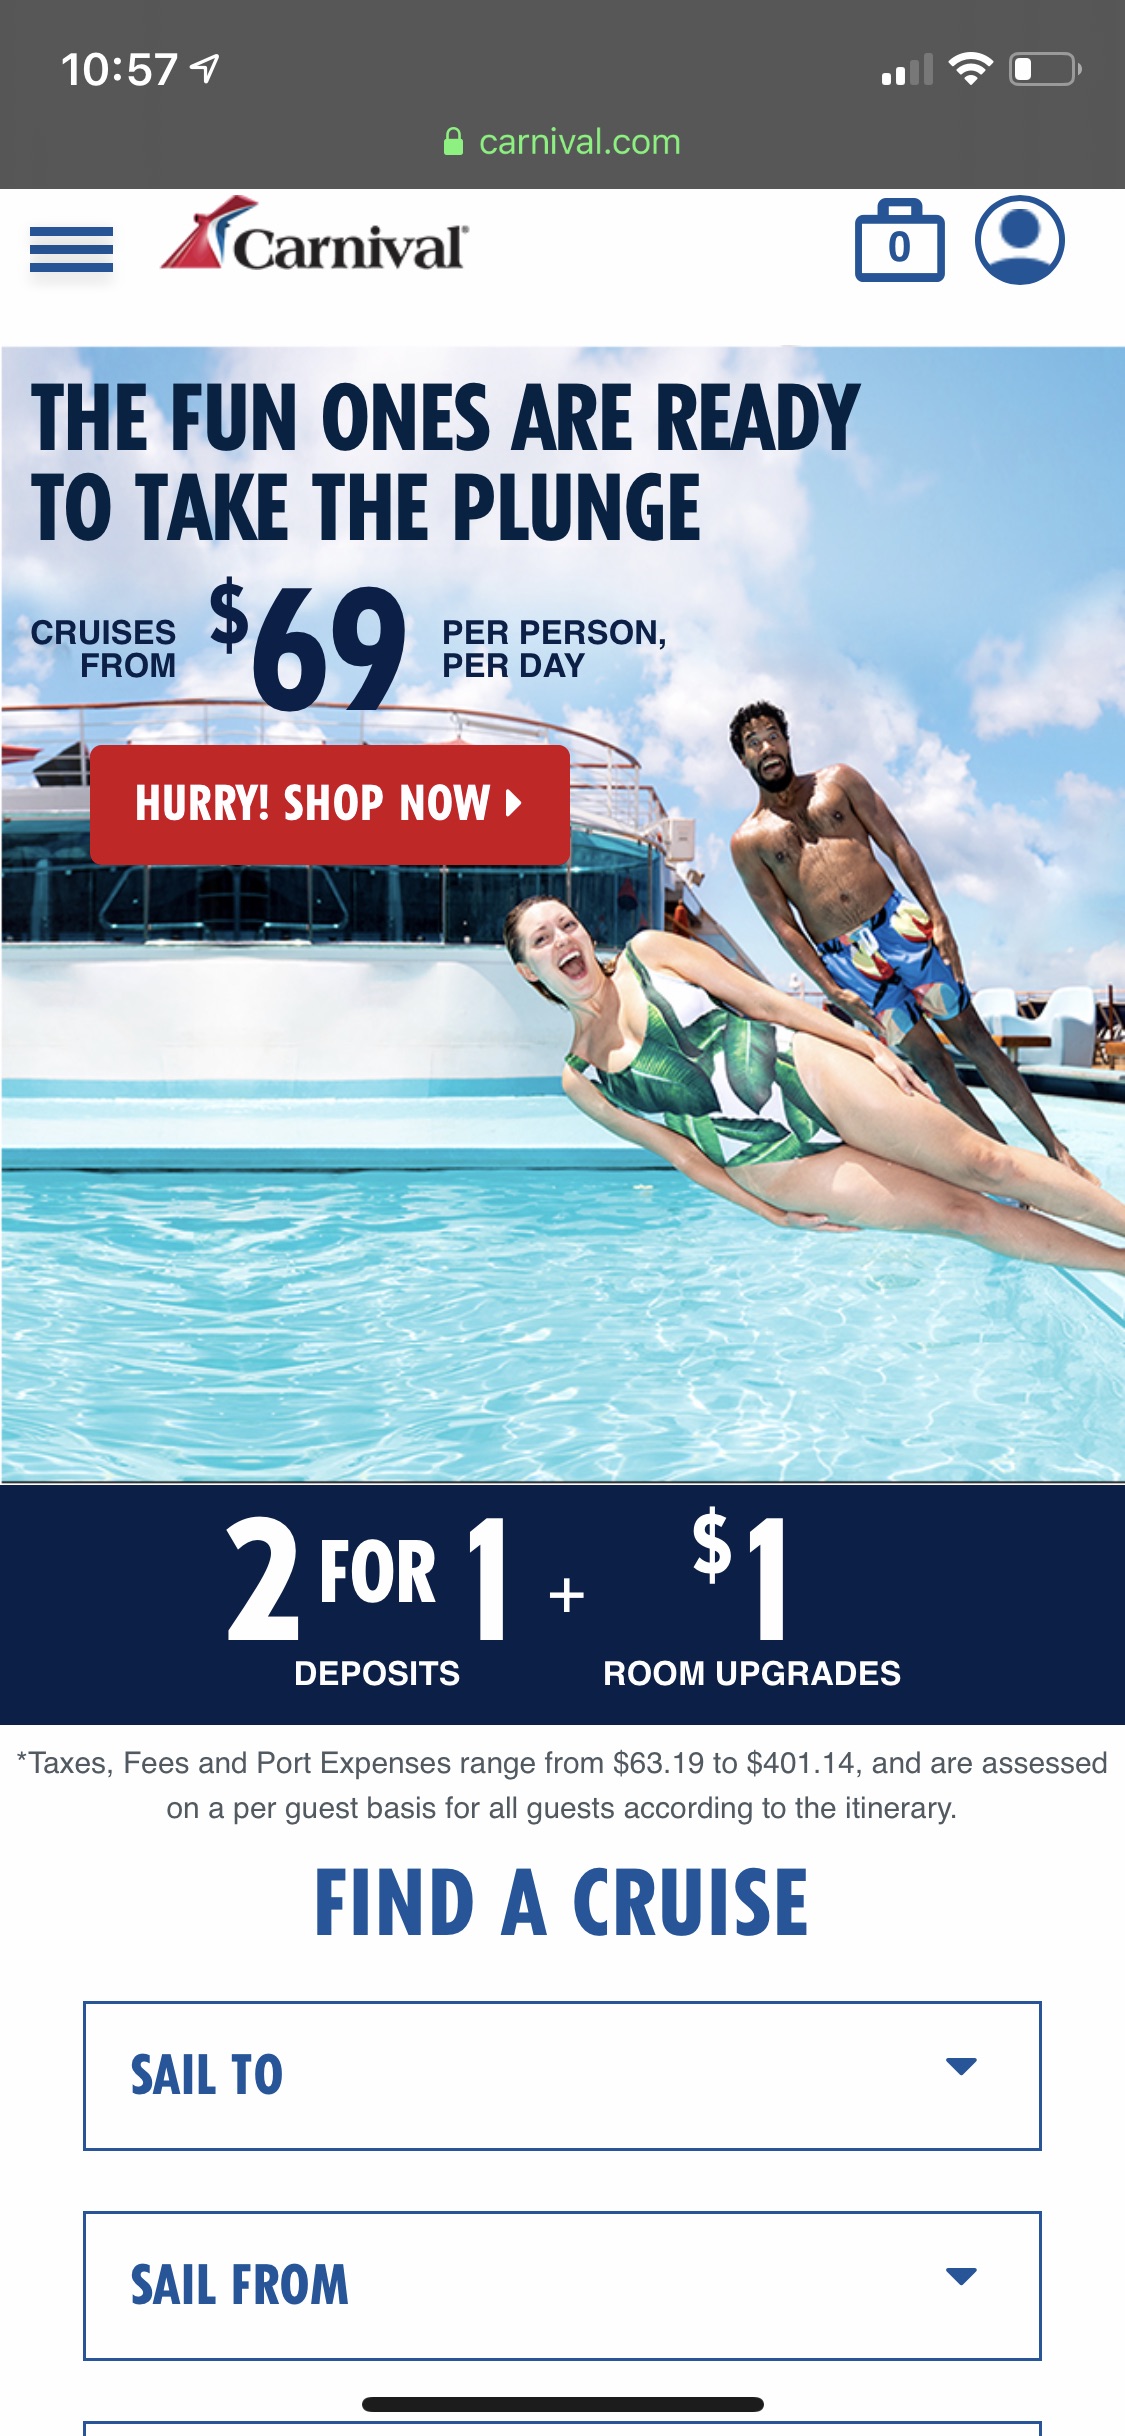 10:57
carnival.com
Carnival®
0
THE FUN ONES ARE READY
TO TAKE THE PLUNGE
CRUISES
FROM
$69
PER PERSON,
PER DAY
HURRY! SHOP NOW
2 FOR 1
DEPOSITS
+
$1
ROOM UPGRADES
*Taxes, Fees and Port Expenses range from $63.19 to $401.14, and are assessed
on a per guest basis for all guests according to the itinerary.
FIND A CRUISE
SAIL TO
SAIL FROM